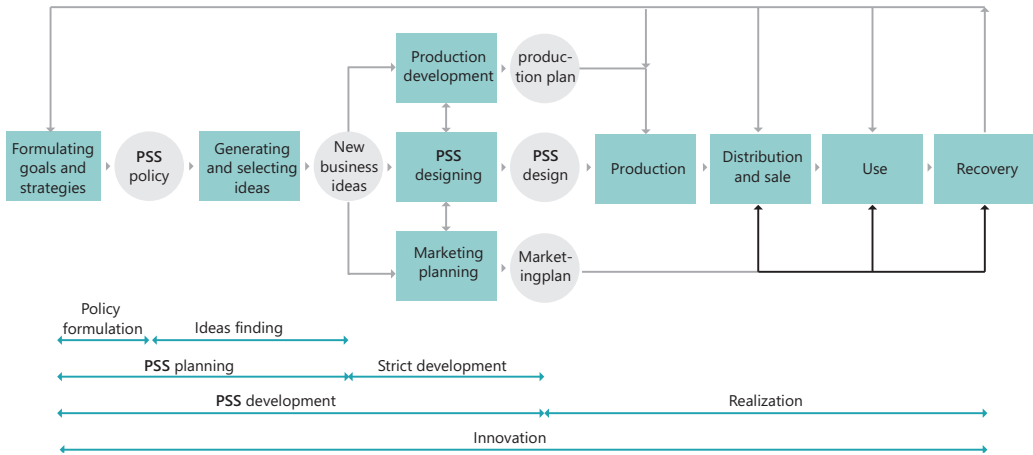 Production
development
produc-
tion plan
Formulating
goals and
strategies
PSS
policy
Generating
and selecting
ideas
New
business
ideas
PSS
designing
PSS
design
Production
Distribution
and sale
Use
Recovery
Marketing
planning
Market-
ingplan
Policy
formulation
Ideas finding
PSS planning
Strict development
PSS development
Realization
Innovation